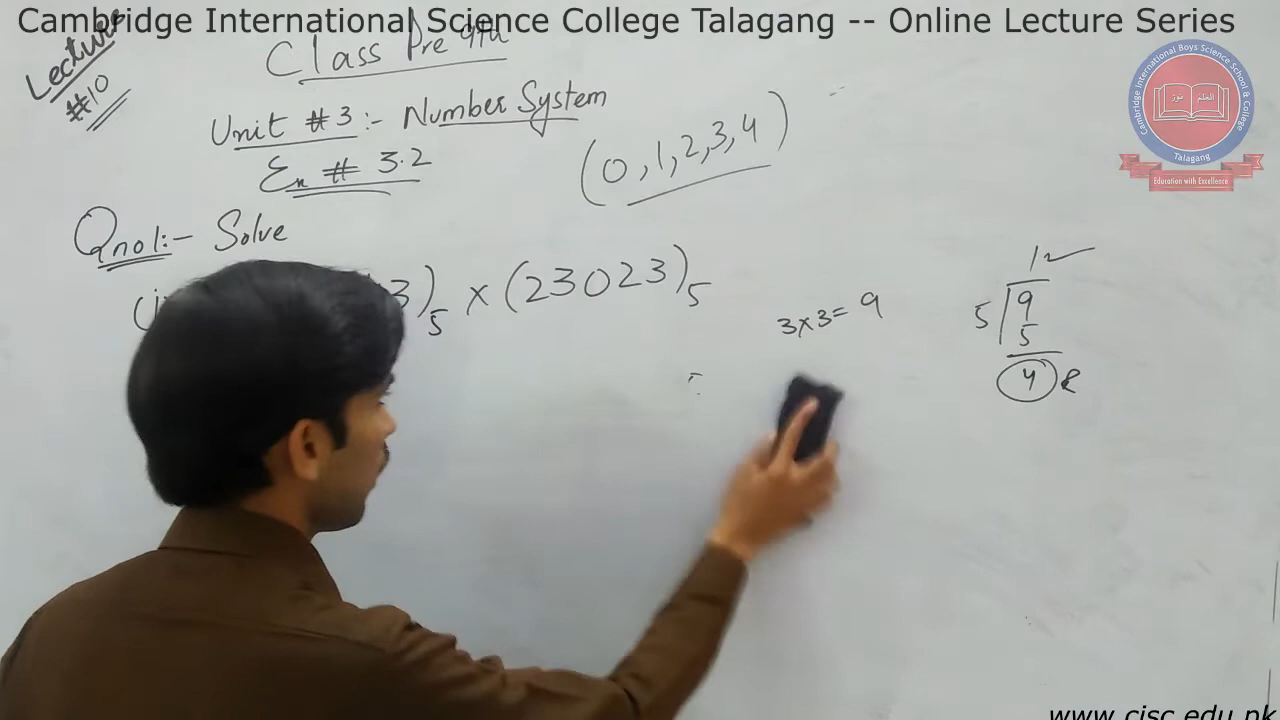 Cambridge International Science College Talagang -- Online Lecture Series
Lecture
#10
Class Pre 9th
Unit #3:- Number System
Ex # 3.2
(0,1,2,3,4)
Qno1:- Solve
3)5 × (23023)5
3×3= 9
1
5 9
5
4 R
=
Cambridge International Boys Science School & College
Talagang
Education with Excellence
www.cisc.edu.pk